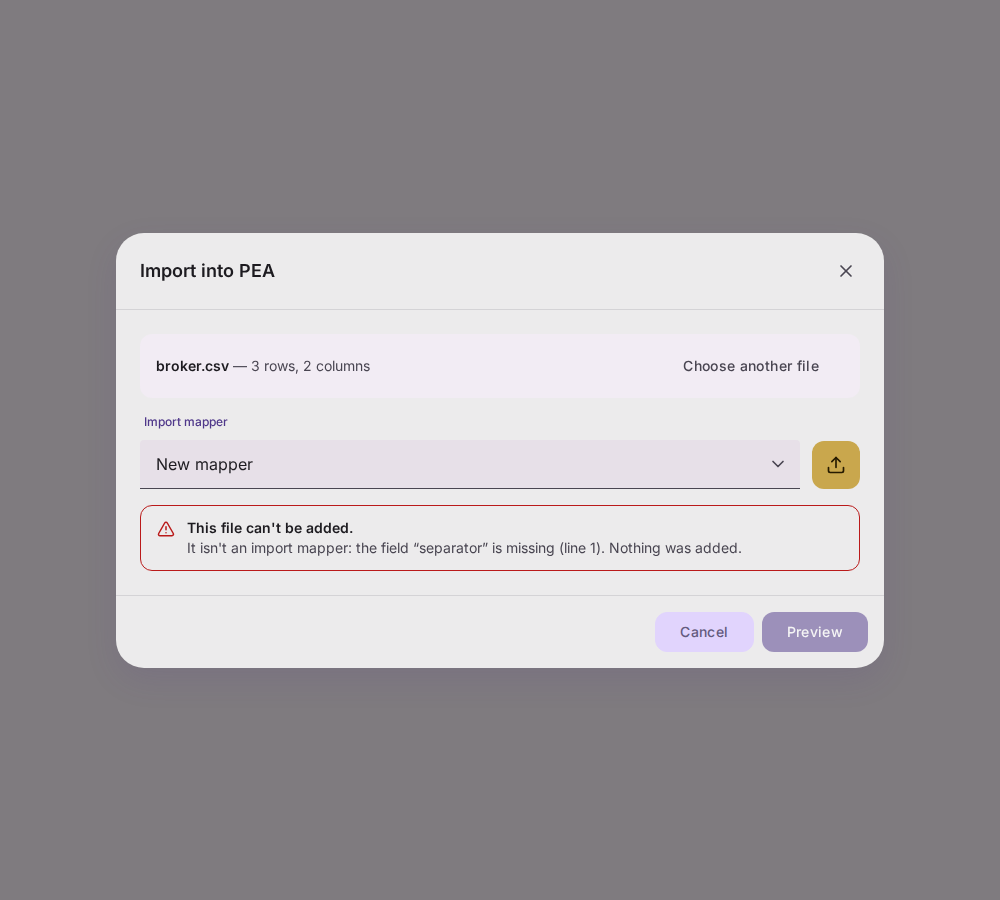 Import into PEA
broker.csv — 3 rows, 2 columns
Choose another file
Import mapper
New mapper
This file can't be added.
It isn't an import mapper: the field “separator” is missing (line 1). Nothing was added.
Cancel
Preview